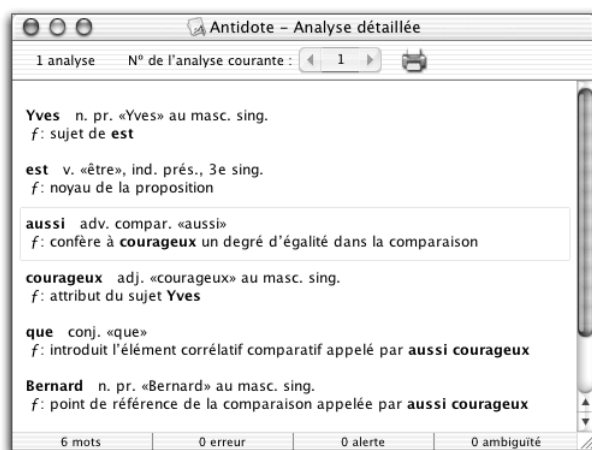 Antidote – Analyse détaillée
1 analyse N° de l'analyse courante : 1
Yves n. pr. «Yves» au masc. sing.
ƒ: sujet de est
est v. «être», ind. prés., 3e sing.
ƒ: noyau de la proposition
aussi adv. compar. «aussi»
ƒ: confère à courageux un degré d'égalité dans la comparaison
courageux adj. «courageux» au masc. sing.
ƒ: attribut du sujet Yves
que conj. «que»
ƒ: introduit l'élément corrélatif comparatif appelé par aussi courageux
Bernard n. pr. «Bernard» au masc. sing.
ƒ: point de référence de la comparaison appelée par aussi courageux
6 mots 0 erreur 0 alerte 0 ambiguïté